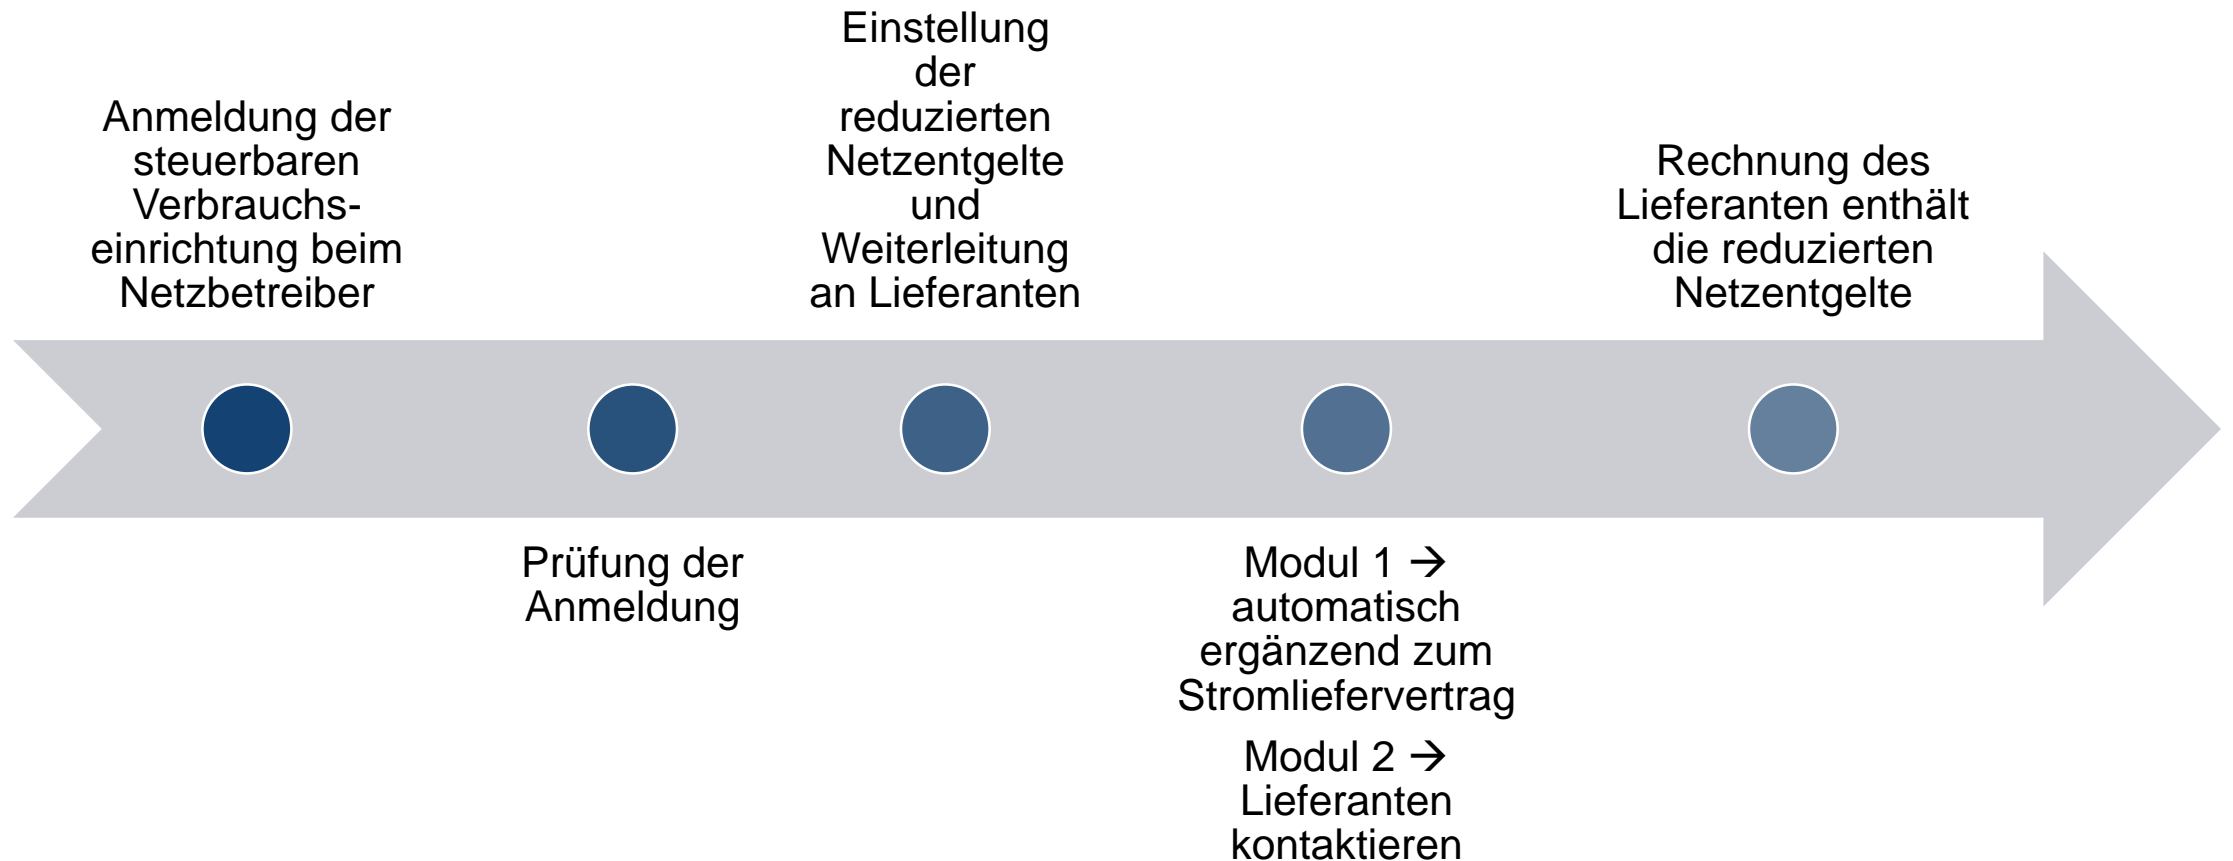 Anmeldung der
steuerbaren
Verbrauchs-
einrichtung beim
Netzbetreiber
Prüfung der
Anmeldung
Einstellung
der
reduzierten
Netzentgelte
und
Weiterleitung
an Lieferanten
Modul 1 →
automatisch
ergänzend zum
Stromliefervertrag
Modul 2 →
Lieferanten
kontaktieren
Rechnung des
Lieferanten enthält
die reduzierten
Netzentgelte